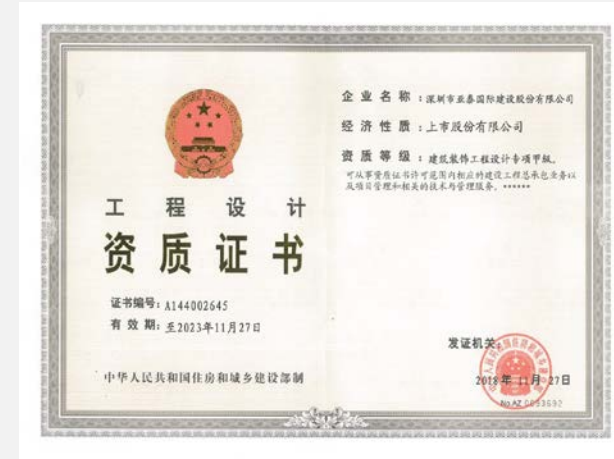 工程设计
资质证书
证书编号：A144002645
有效期：至2023年11月27日
中华人民共和国住房和城乡建设部制
企业名称：深圳市亚泰国际建设股份有限公司
经济性质：上市股份有限公司
资质等级：建筑装饰工程设计专项甲级。
可从事资质证书许可范围内相应的建设工程总承包业务以
及项目管理和相关的技术与管理服务。******
发证机关：
2018年11月27日
No.AZ